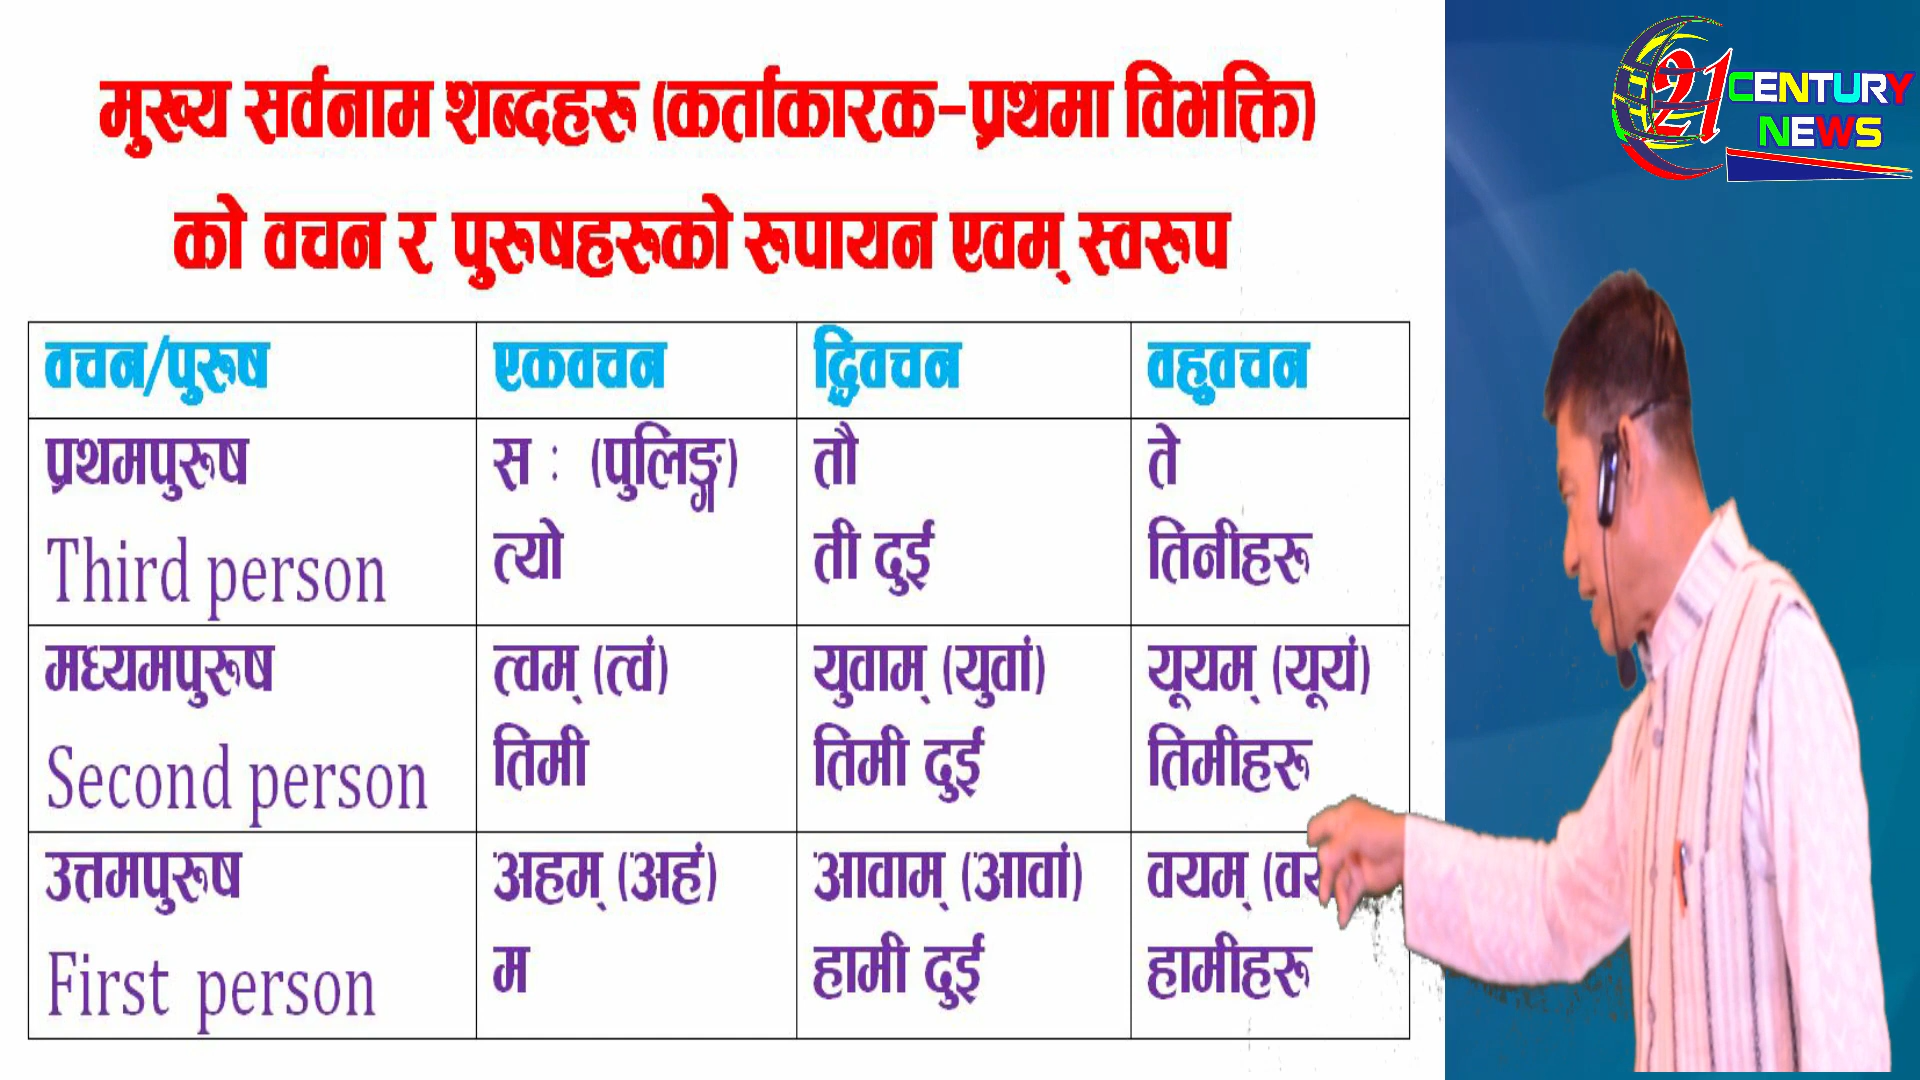 मुख्य सर्वनाम शब्दहरू (कर्ताकारक-प्रथमा विभक्ति)
को वचन र पुरूषहरूको रूपायन एवम् स्वरूप
वचन/पुरूष एकवचन द्विवचन वहुवचन
प्रथमपुरूष स : (पुलिङ्ग) तौ ते
Third person त्यो ती दुई तिनीहरू
मध्यमपुरूष त्वम् (त्वं) युवाम् (युवां) यूयम् (यूयं)
Second person तिमी तिमी दुई तिमीहरू
उत्तमपुरूष अहम् (अहं) आवाम् (आवां) वयम्
First person म हामी दुई हामीहरू
21 CENTURY
NEWS